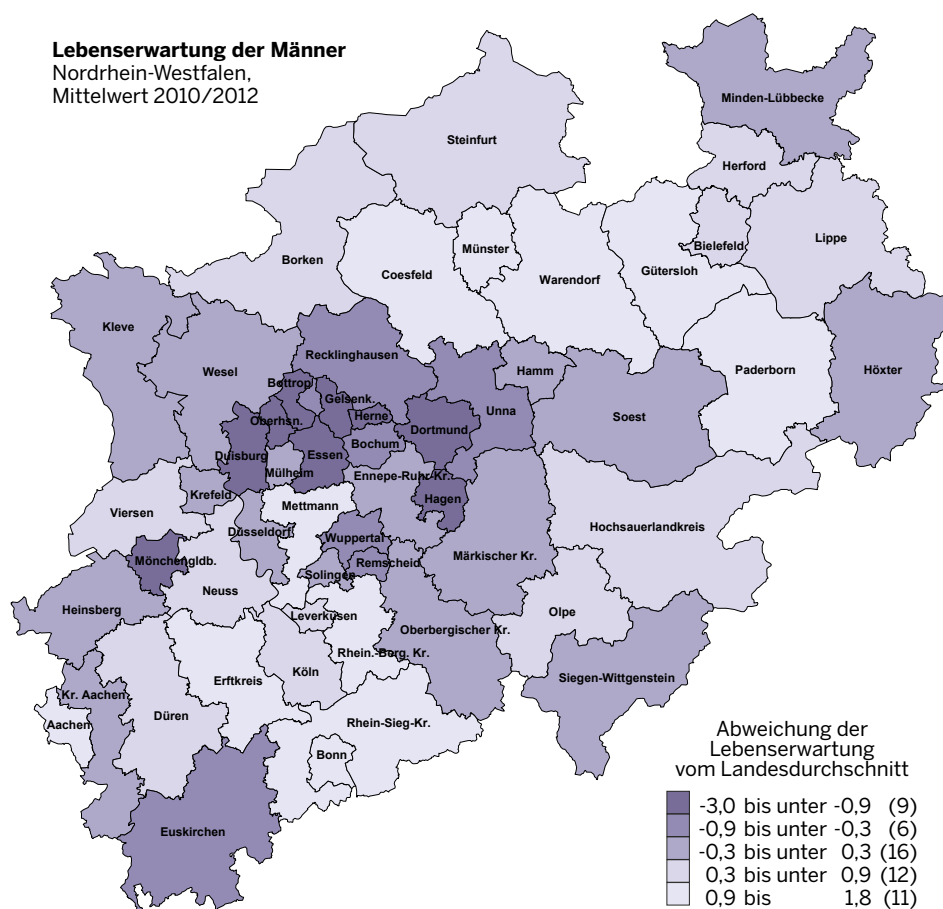 Lebenserwartung der Männer
Nordrhein-Westfalen,
Mittelwert 2010/2012
Minden-Lübbecke
Steinfurt
Herford
Borken
Coesfeld
Münster
Warendorf
Gütersloh
Bielefeld
Lippe
Kleve
Wesel
Recklinghausen
Hamm
Soest
Paderborn
Höxter
Bottrop
Gelsenk.
Oberhsn.
Herne
Dortmund
Unna
Duisburg
Essen
Bochum
Mülheim
Ennepe-Ruhr-Kr.
Krefeld
Viersen
Mettmann
Hagen
Hochsauerlandkreis
Düsseldorf
Wuppertal
Märkischer Kr.
Mönchengldb.
Solingen
Remscheid
Neuss
Heinsberg
Leverkusen
Olpe
Oberbergischer Kr.
Rhein.-Berg. Kr.
Köln
Erftkreis
Siegen-Wittgenstein
Kr. Aachen
Düren
Aachen
Rhein-Sieg-Kr.
Bonn
Euskirchen
Abweichung der
Lebenserwartung
vom Landesdurchschnitt
-3,0 bis unter -0,9 (9)
-0,9 bis unter -0,3 (6)
-0,3 bis unter 0,3 (16)
0,3 bis unter 0,9 (12)
0,9 bis 1,8 (11)